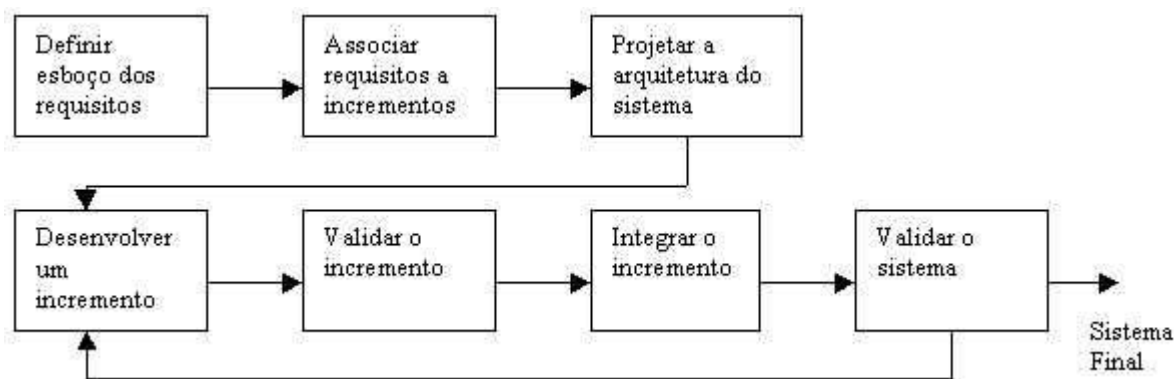 Definir
esboço dos
requisitos
Associar
requisitos a
incrementos
Projetar a
arquitetura do
sistema
Desenvolver
um
incremento
Validar o
incremento
Integrar o
incremento
Validar o
sistema
Sistema
Final